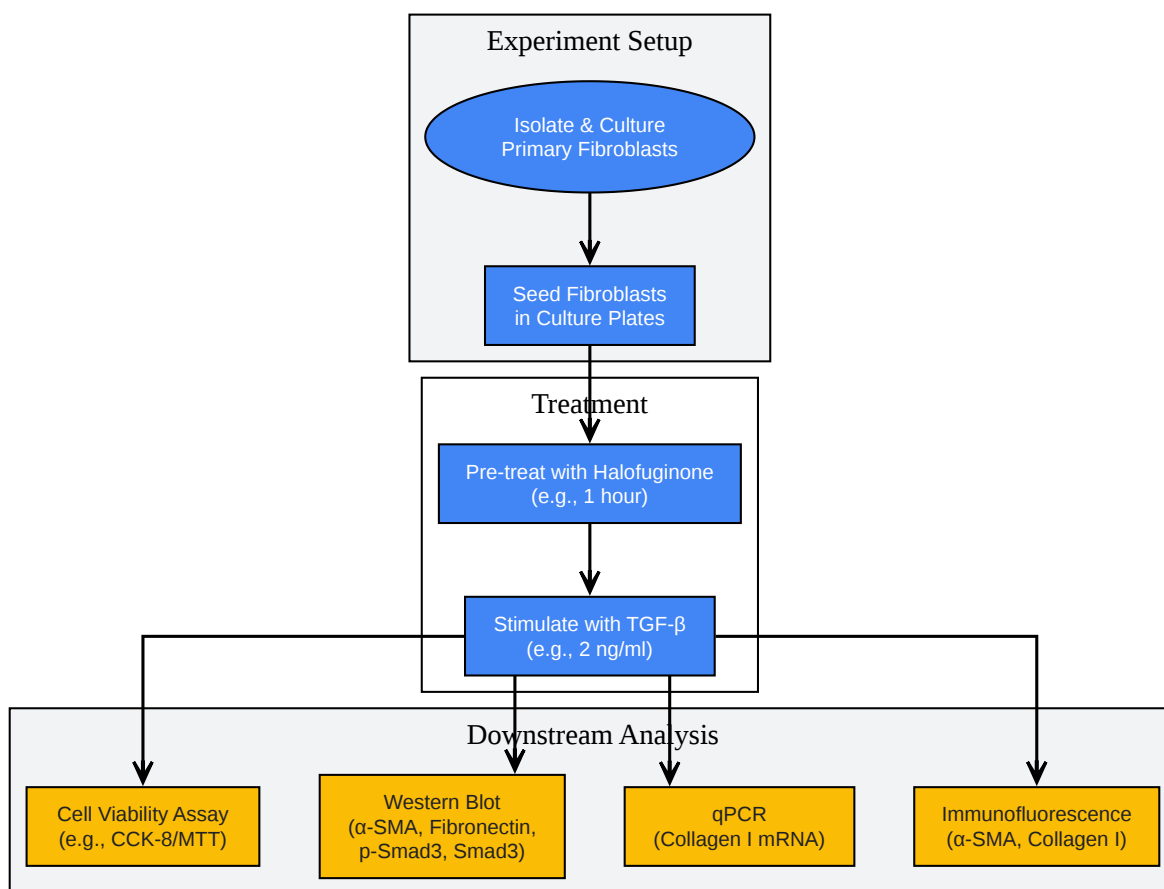 Experiment Setup
Isolate & Culture
Primary Fibroblasts
Seed Fibroblasts
in Culture Plates
Treatment
Pre-treat with Halofuginone
(e.g., 1 hour)
Stimulate with TGF-β
(e.g., 2 ng/ml)
Downstream Analysis
Cell Viability Assay
(e.g., CCK-8/MTT)
Western Blot
(α-SMA, Fibronectin,
p-Smad3, Smad3)
qPCR
(Collagen I mRNA)
Immunofluorescence
(α-SMA, Collagen I)